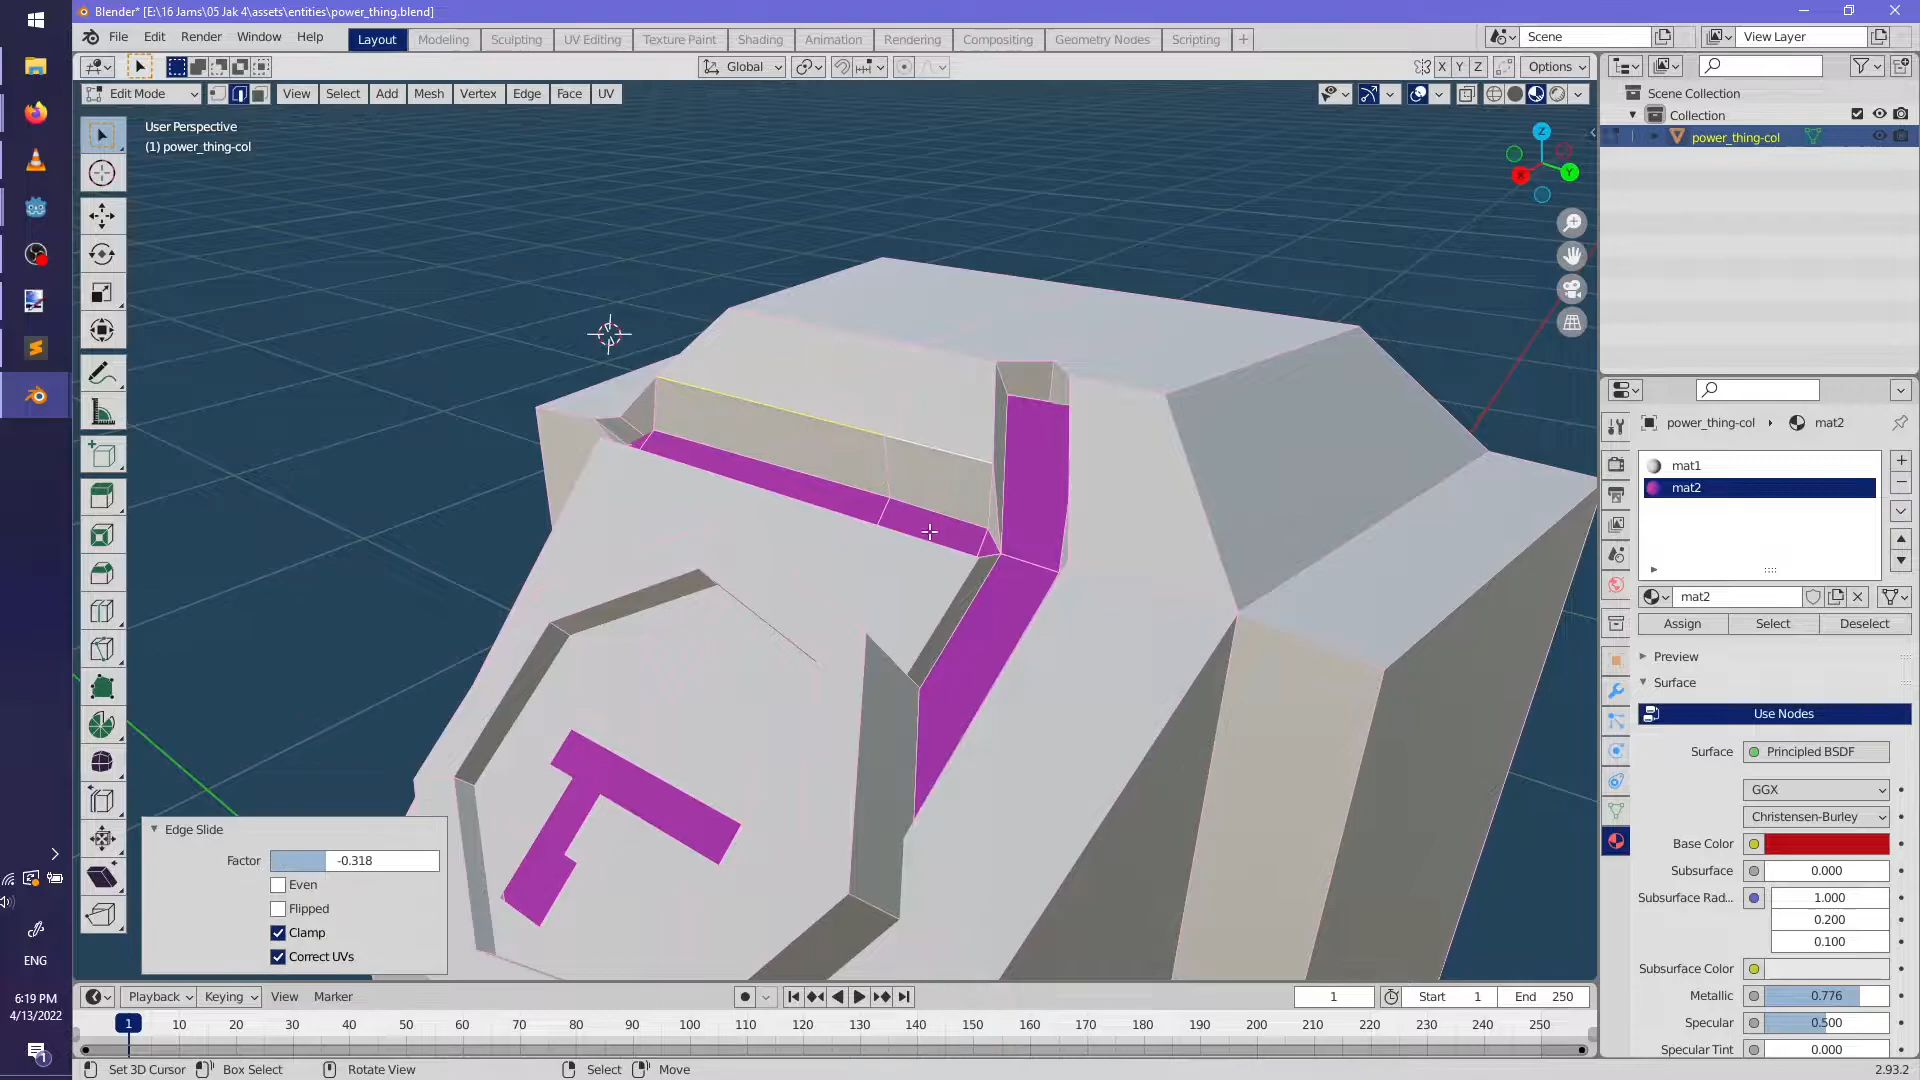 Blender* [E:\16 Jams\05 Jak 4\assets\entities\power_thing.blend]
File Edit Render Window Help
Layout Modeling Sculpting UV Editing Texture Paint Shading Animation Rendering Compositing Geometry Nodes Scripting +
Scene
View Layer
Global
X Y Z
Options
Edit Mode
View Select Add Mesh Vertex Edge Face UV
User Perspective
(1) power_thing-col
Z
X
Y
Scene Collection
Collection
power_thing-col
power_thing-col
mat2
mat1
mat2
mat2
Assign Select Deselect
Preview
Surface
Use Nodes
Surface
Principled BSDF
GGX
Christensen-Burley
Base Color
Subsurface 0.000
Subsurface Rad... 1.000
0.200
0.100
Subsurface Color
Metallic 0.776
Specular 0.500
Specular Tint 0.000
Edge Slide
Factor -0.318
Even
Flipped
Clamp
Correct UVs
ENG
6:19 PM
4/13/2022
1
Playback Keying View Marker
1
Start 1
End 250
1 10 20 30 40 50 60 70 80 90 100 110 120 130 140 150 160 170 180 190 200 210 220 230 240 250
Set 3D Cursor Box Select Rotate View Select Move
2.93.2